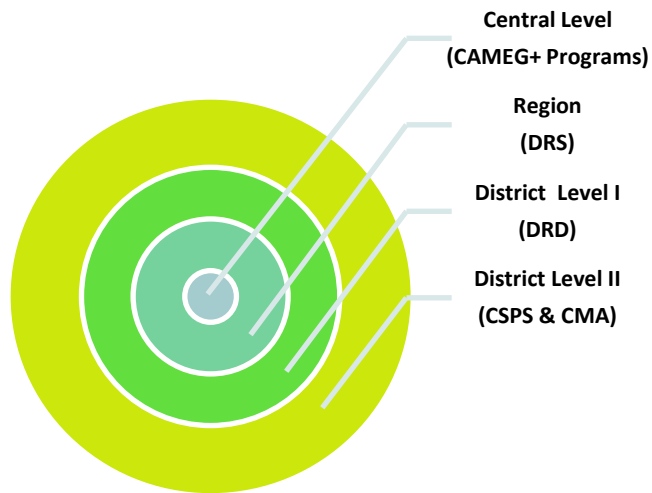 Central Level
(CAMEG+ Programs)
Region
(DRS)
District Level I
(DRD)
District Level II
(CSPS & CMA)